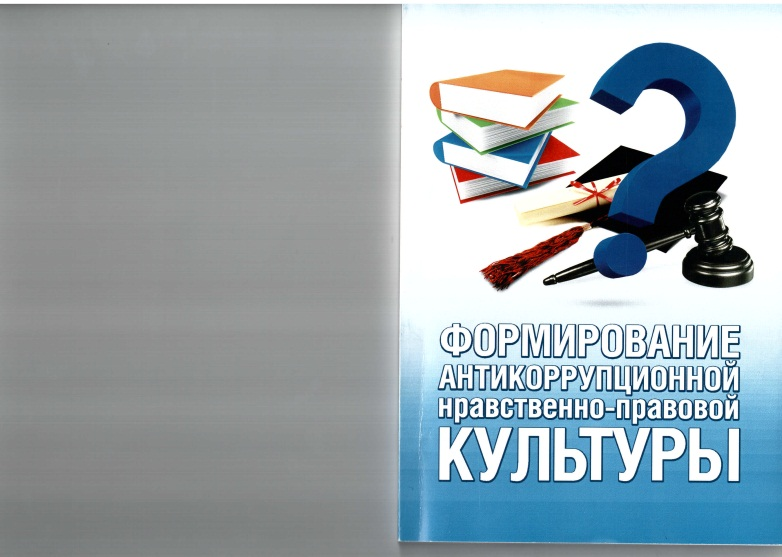 ФОРМИРОВАНИЕ
АНТИКОРРУПЦИОННОЙ
нравственно-правовой
КУЛЬТУРЫ